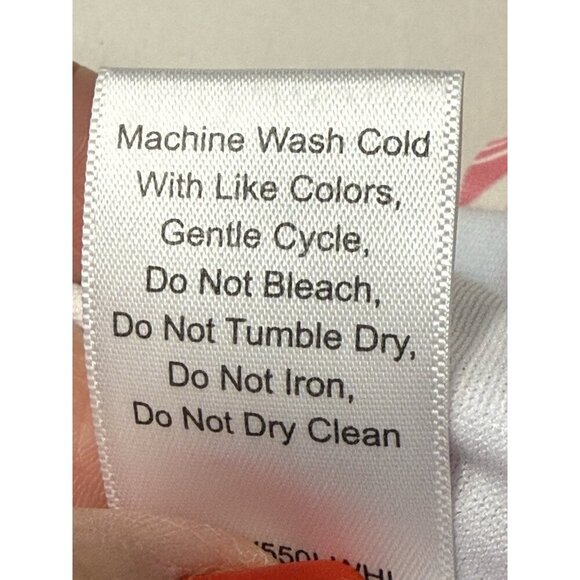 Machine Wash Cold
With Like Colors,
Gentle Cycle,
Do Not Bleach,
Do Not Tumble Dry,
Do Not Iron,
Do Not Dry Clean